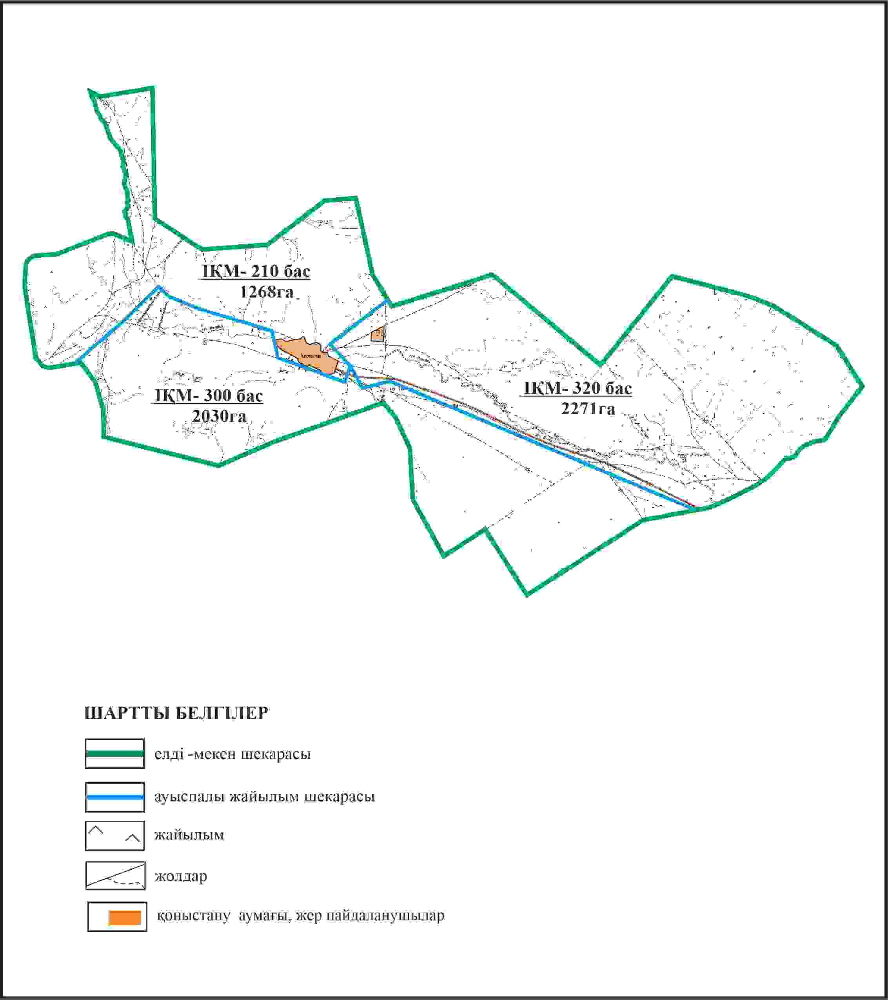 ІҚМ- 210 бас
1268га
ІҚМ- 300 бас
2030га
ІҚМ- 320 бас
2271га
ШАРТТЫ БЕЛГІЛЕР
елді -мекен шекарасы
ауыспалы жайылым шекарасы
жайылым
жолдар
қоныстану аумағы, жер пайдаланушылар